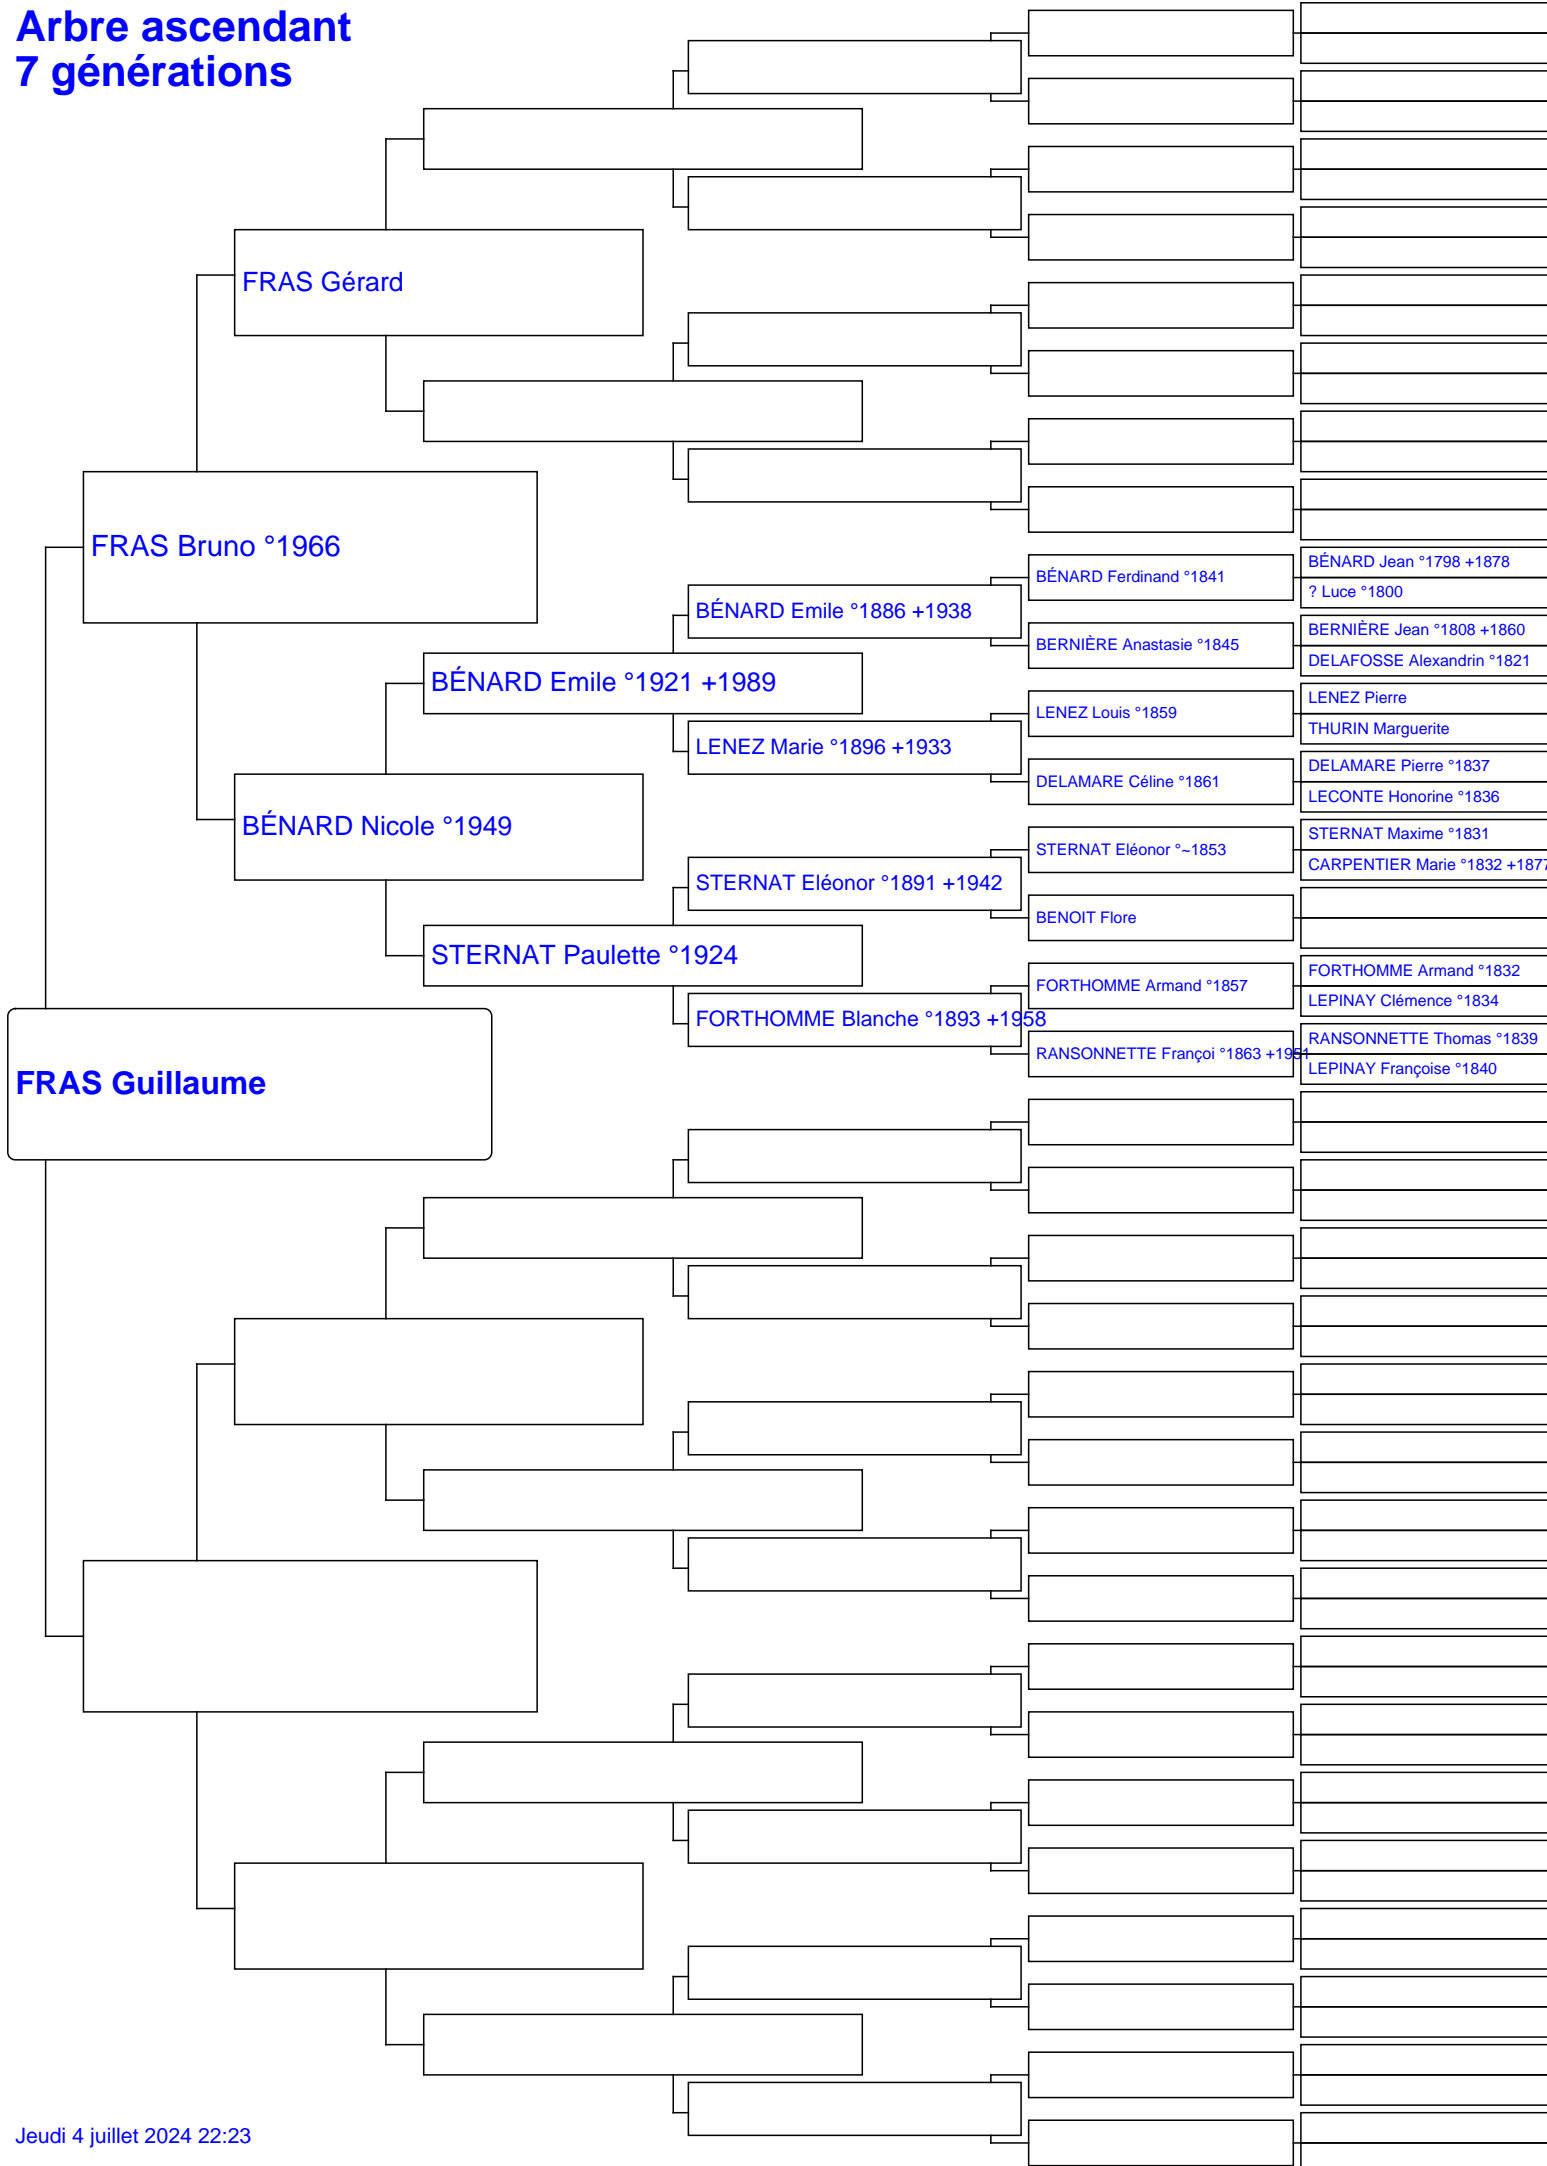 Arbre ascendant
7 générations
FRAS Gérard
FRAS Bruno °1966
BÉNARD Jean °1798 +1878
BÉNARD Ferdinand °1841
? Luce °1800
BÉNARD Emile °1886 +1938
BERNIÈRE Jean °1808 +1860
BERNIÈRE Anastasie °1845
DELAFOSSE Alexandrin °1821
BÉNARD Emile °1921 +1989
LENEZ Pierre
LENEZ Louis °1859
THURIN Marguerite
LENEZ Marie °1896 +1933
DELAMARE Pierre °1837
DELAMARE Céline °1861
LECONTE Honorine °1836
BÉNARD Nicole °1949
STERNAT Maxime °1831
STERNAT Eléonor °~1853
CARPENTIER Marie °1832 +1877
STERNAT Eléonor °1891 +1942
BENOIT Flore
STERNAT Paulette °1924
FORTHOMME Armand °1832
FORTHOMME Armand °1857
LEPINAY Clémence °1834
FORTHOMME Blanche °1893 +1958
RANSONNETTE Thomas °1839
RANSONNETTE Françoi °1863 +1951
LEPINAY Françoise °1840
FRAS Guillaume
Jeudi 4 juillet 2024 22:23